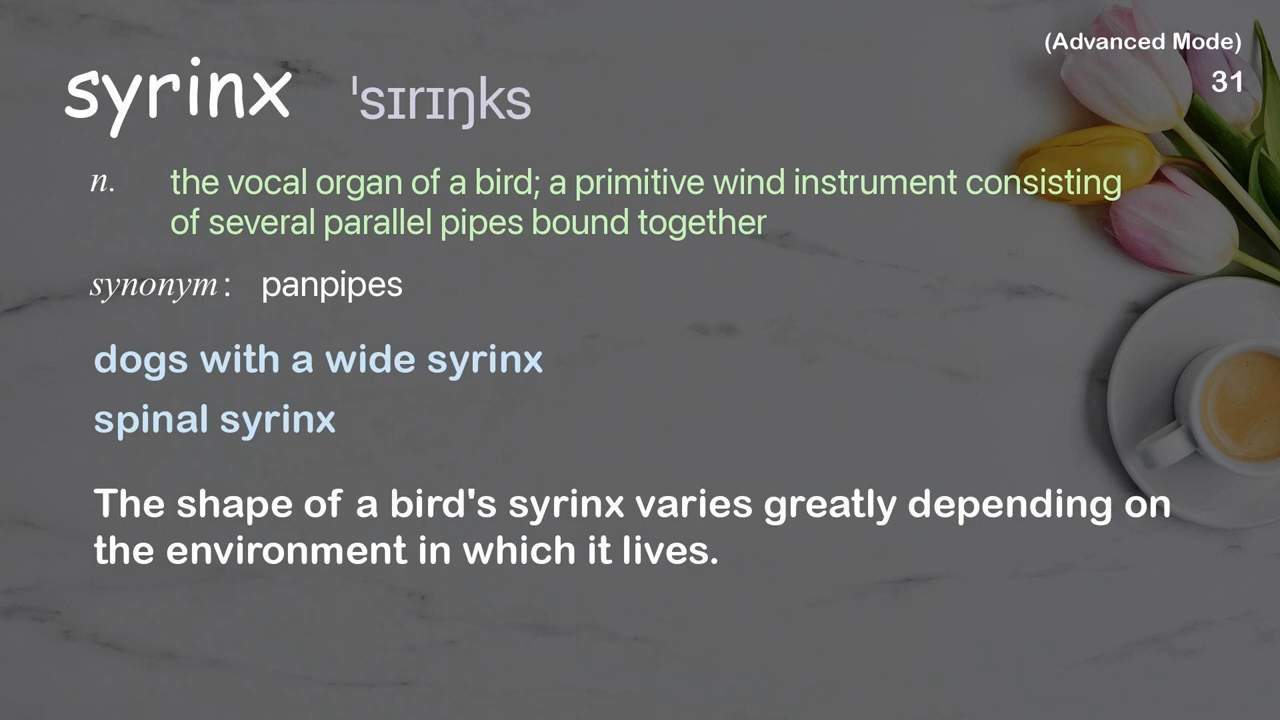 (Advanced Mode)
31
syrinx ˈsɪrɪŋks
n. the vocal organ of a bird; a primitive wind instrument consisting
of several parallel pipes bound together
synonym : panpipes
dogs with a wide syrinx
spinal syrinx
The shape of a bird's syrinx varies greatly depending on
the environment in which it lives.